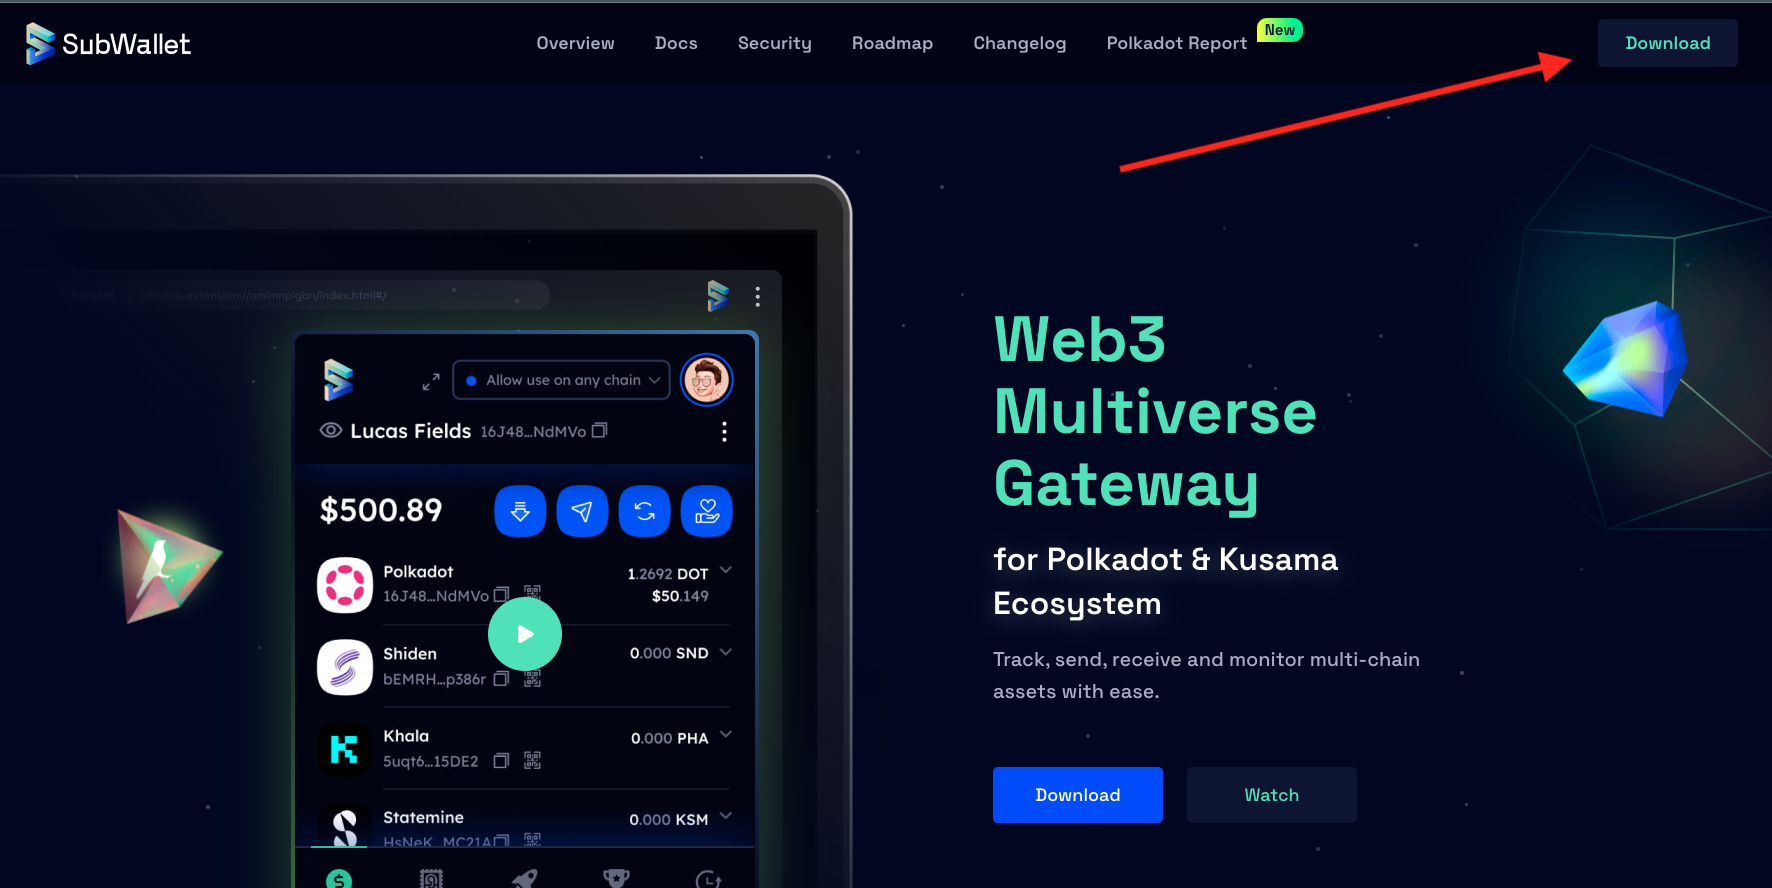 SubWallet
Overview Docs Security Roadmap Changelog Polkadot Report New
Download
SubWallet chrome-extension://omlmnplgbn/index.html#/
Allow use on any chain
Lucas Fields 16J48...NdMVo
$500.89
Polkadot 1.2692 DOT
16J48...NdMVo $50.149
Shiden 0.000 SND
bEMRH...p386r
Khala 0.000 PHA
5uqt6...15DE2
Statemine 0.000 KSM
HsNeK...MC21A
Web3
Multiverse
Gateway
for Polkadot & Kusama
Ecosystem
Track, send, receive and monitor multi-chain
assets with ease.
Download Watch